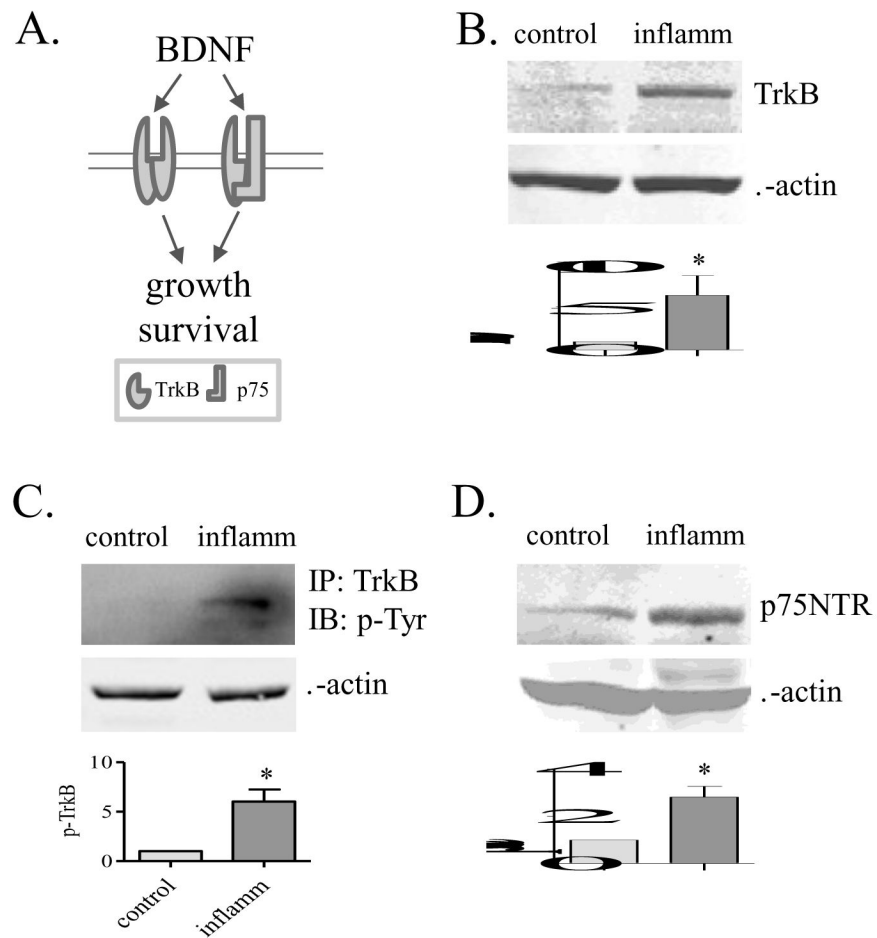 A.
BDNF
growth
survival
TrkB p75
B.
control inflamm
TrkB
.-actin
*
C.
control inflamm
IP: TrkB
IB: p-Tyr
.-actin
10
5
0
p-TrkB
*
control
inflamm
D.
control inflamm
p75NTR
.-actin
*